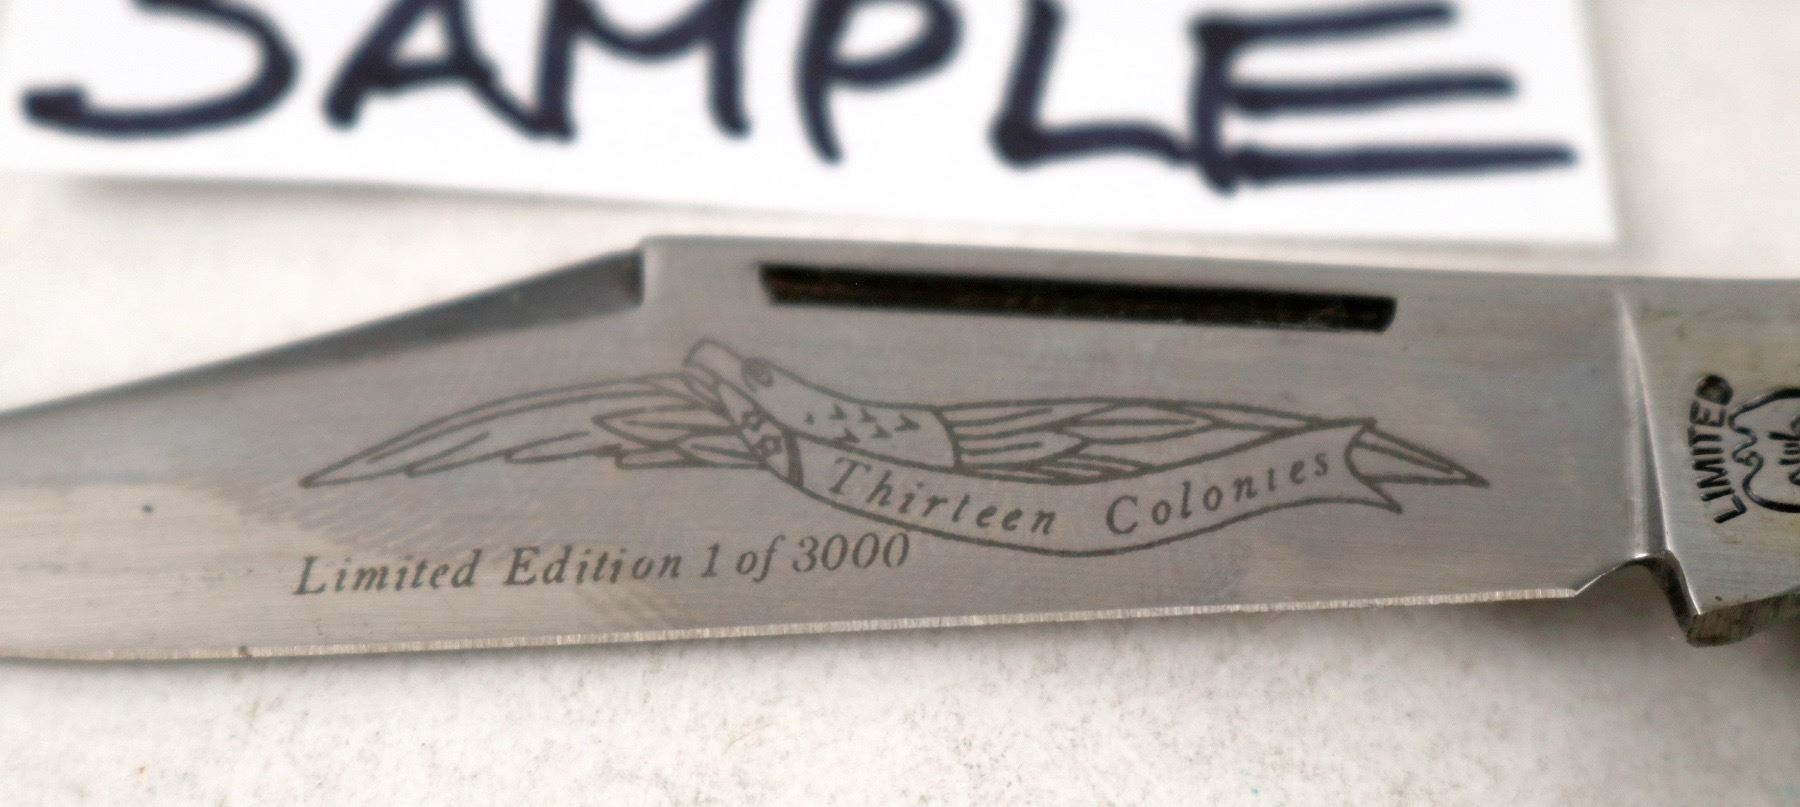 SAMPLE
Thirteen Colonies
Limited Edition 1 of 3000
LIMITED